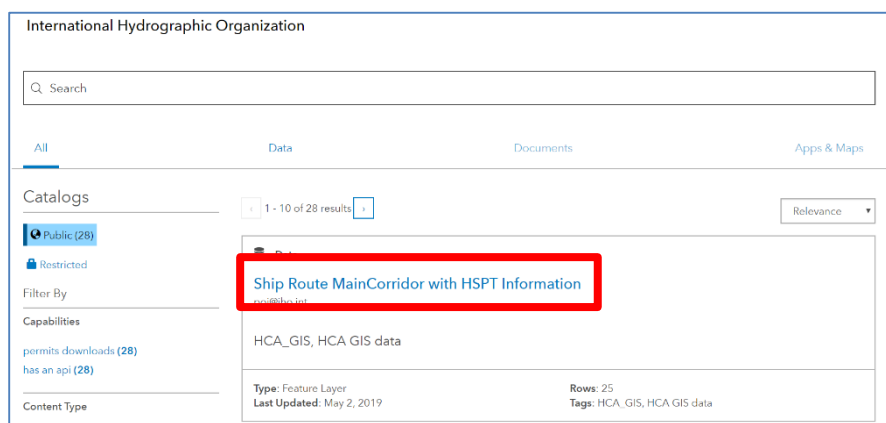 International Hydrographic Organization
Search
All Data Documents Apps & Maps
Catalogs
1 - 10 of 28 results
Relevance
Public (28)
Restricted
Filter By
Capabilities
permits downloads (28)
has an api (28)
Content Type
Ship Route MainCorridor with HSPT Information
HCA_GIS, HCA GIS data
Type: Feature Layer Rows: 25
Last Updated: May 2, 2019 Tags: HCA_GIS, HCA GIS data